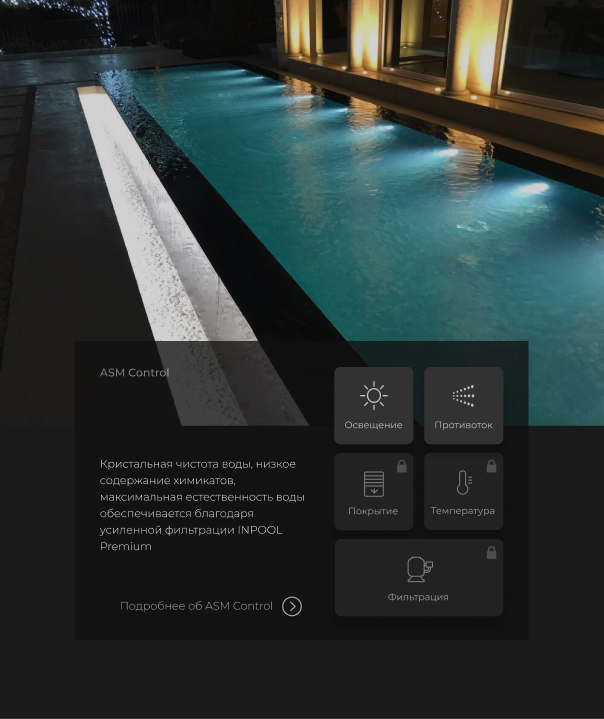 ASM Control
Кристальная чистота воды, низкое
содержание химикатов,
максимальная естественность воды
обеспечивается благодаря
усиленной фильтрации INPOOL
Premium
Подробнее об ASM Control
Освещение
Противоток
Покрытие
Температура
Фильтрация